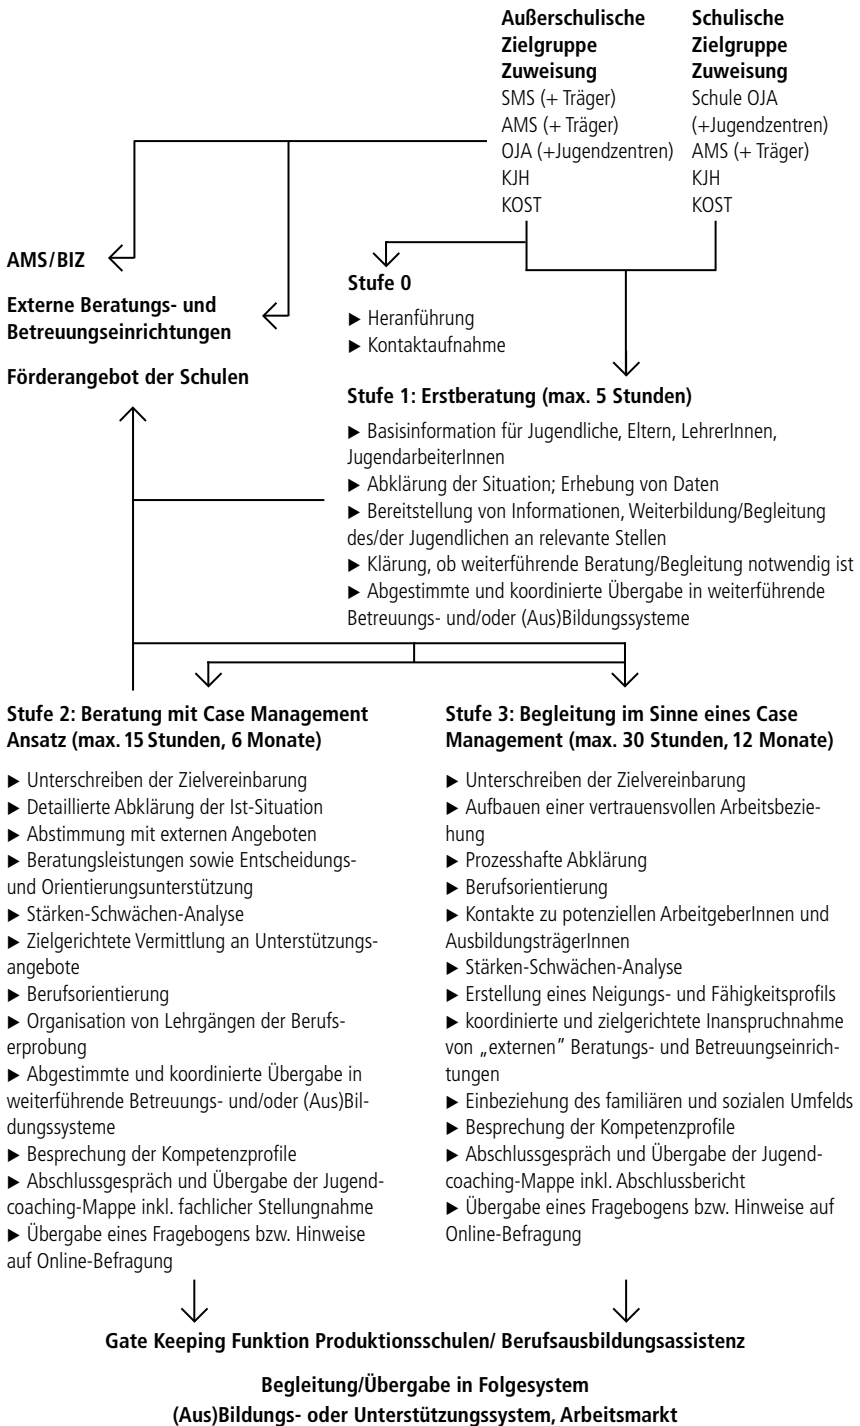 Außerschulische
Zielgruppe
Zuweisung
SMS (+ Träger)
AMS (+ Träger)
OJA (+Jugendzentren)
KJH
KOST
Schulische
Zielgruppe
Zuweisung
Schule OJA
(+Jugendzentren)
AMS (+ Träger)
KJH
KOST
AMS/BIZ
Externe Beratungs- und
Betreuungseinrichtungen
Förderangebot der Schulen
Stufe 0
▶ Heranführung
▶ Kontaktaufnahme
Stufe 1: Erstberatung (max. 5 Stunden)
▶ Basisinformation für Jugendliche, Eltern, LehrerInnen,
JugendarbeiterInnen
▶ Abklärung der Situation; Erhebung von Daten
▶ Bereitstellung von Informationen, Weiterbildung/Begleitung
des/der Jugendlichen an relevante Stellen
▶ Klärung, ob weiterführende Beratung/Begleitung notwendig ist
▶ Abgestimmte und koordinierte Übergabe in weiterführende
Betreuungs- und/oder (Aus)Bildungssysteme
Stufe 2: Beratung mit Case Management
Ansatz (max. 15 Stunden, 6 Monate)
▶ Unterschreiben der Zielvereinbarung
▶ Detaillierte Abklärung der Ist-Situation
▶ Abstimmung mit externen Angeboten
▶ Beratungsleistungen sowie Entscheidungs-
und Orientierungsunterstützung
▶ Stärken-Schwächen-Analyse
▶ Zielgerichtete Vermittlung an Unterstützungs-
angebote
▶ Berufsorientierung
▶ Organisation von Lehrgängen der Berufs-
erprobung
▶ Abgestimmte und koordinierte Übergabe in
weiterführende Betreuungs- und/oder (Aus)Bil-
dungssysteme
▶ Besprechung der Kompetenzprofile
▶ Abschlussgespräch und Übergabe der Jugend-
coaching-Mappe inkl. fachlicher Stellungnahme
▶ Übergabe eines Fragebogens bzw. Hinweise
auf Online-Befragung
Stufe 3: Begleitung im Sinne eines Case
Management (max. 30 Stunden, 12 Monate)
▶ Unterschreiben der Zielvereinbarung
▶ Aufbauen einer vertrauensvollen Arbeitsbezie-
hung
▶ Prozesshafte Abklärung
▶ Berufsorientierung
▶ Kontakte zu potenziellen ArbeitgeberInnen und
AusbildungsträgerInnen
▶ Stärken-Schwächen-Analyse
▶ Erstellung eines Neigungs- und Fähigkeitsprofils
▶ koordinierte und zielgerichtete Inanspruchnahme
von „externen” Beratungs- und Betreuungseinrich-
tungen
▶ Einbeziehung des familiären und sozialen Umfelds
▶ Besprechung der Kompetenzprofile
▶ Abschlussgespräch und Übergabe der Jugend-
coaching-Mappe inkl. Abschlussbericht
▶ Übergabe eines Fragebogens bzw. Hinweise auf
Online-Befragung
Gate Keeping Funktion Produktionsschulen/ Berufsausbildungsassistenz
Begleitung/Übergabe in Folgesystem
(Aus)Bildungs- oder Unterstützungssystem, Arbeitsmarkt